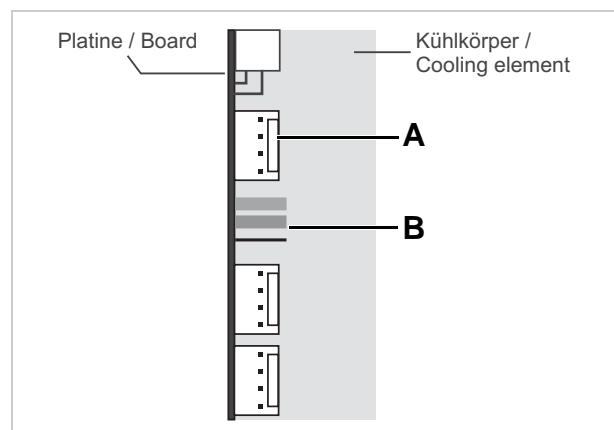 Platine / Board
Kühlkörper /
Cooling element
A
B